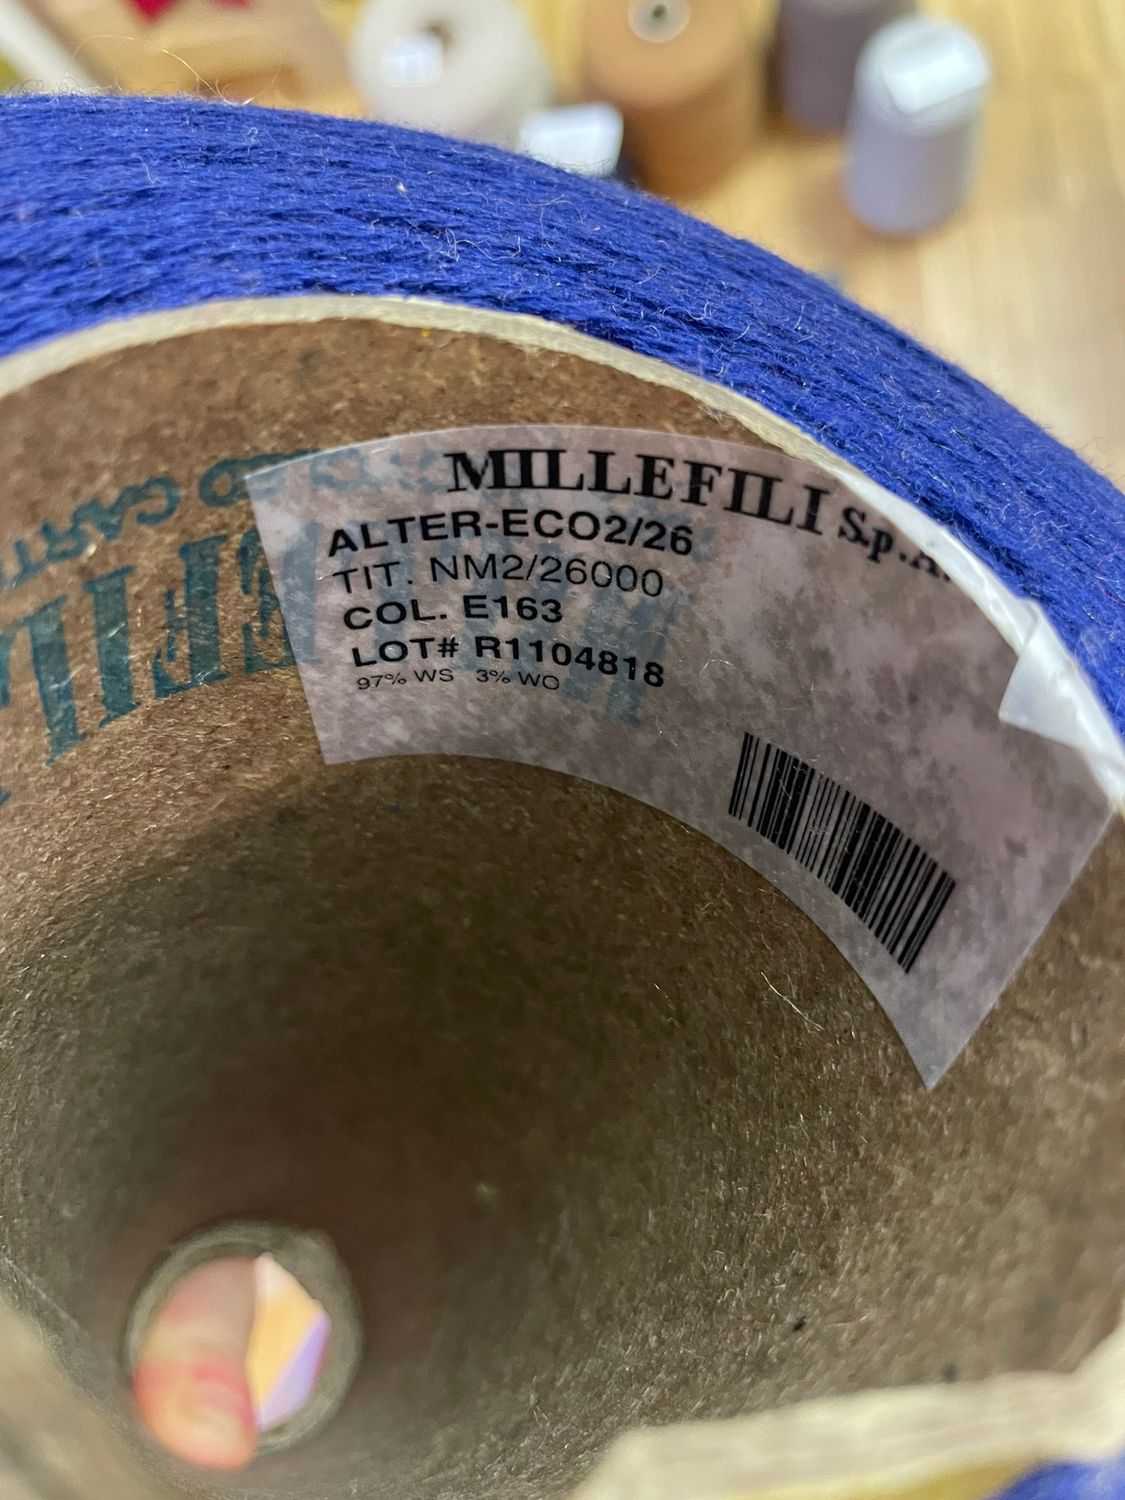 MILLEFILI S.p.A.
ALTER-ECO2/26
TIT. NM2/26000
COL. E163
LOT# R1104818
97% WS 3% WO